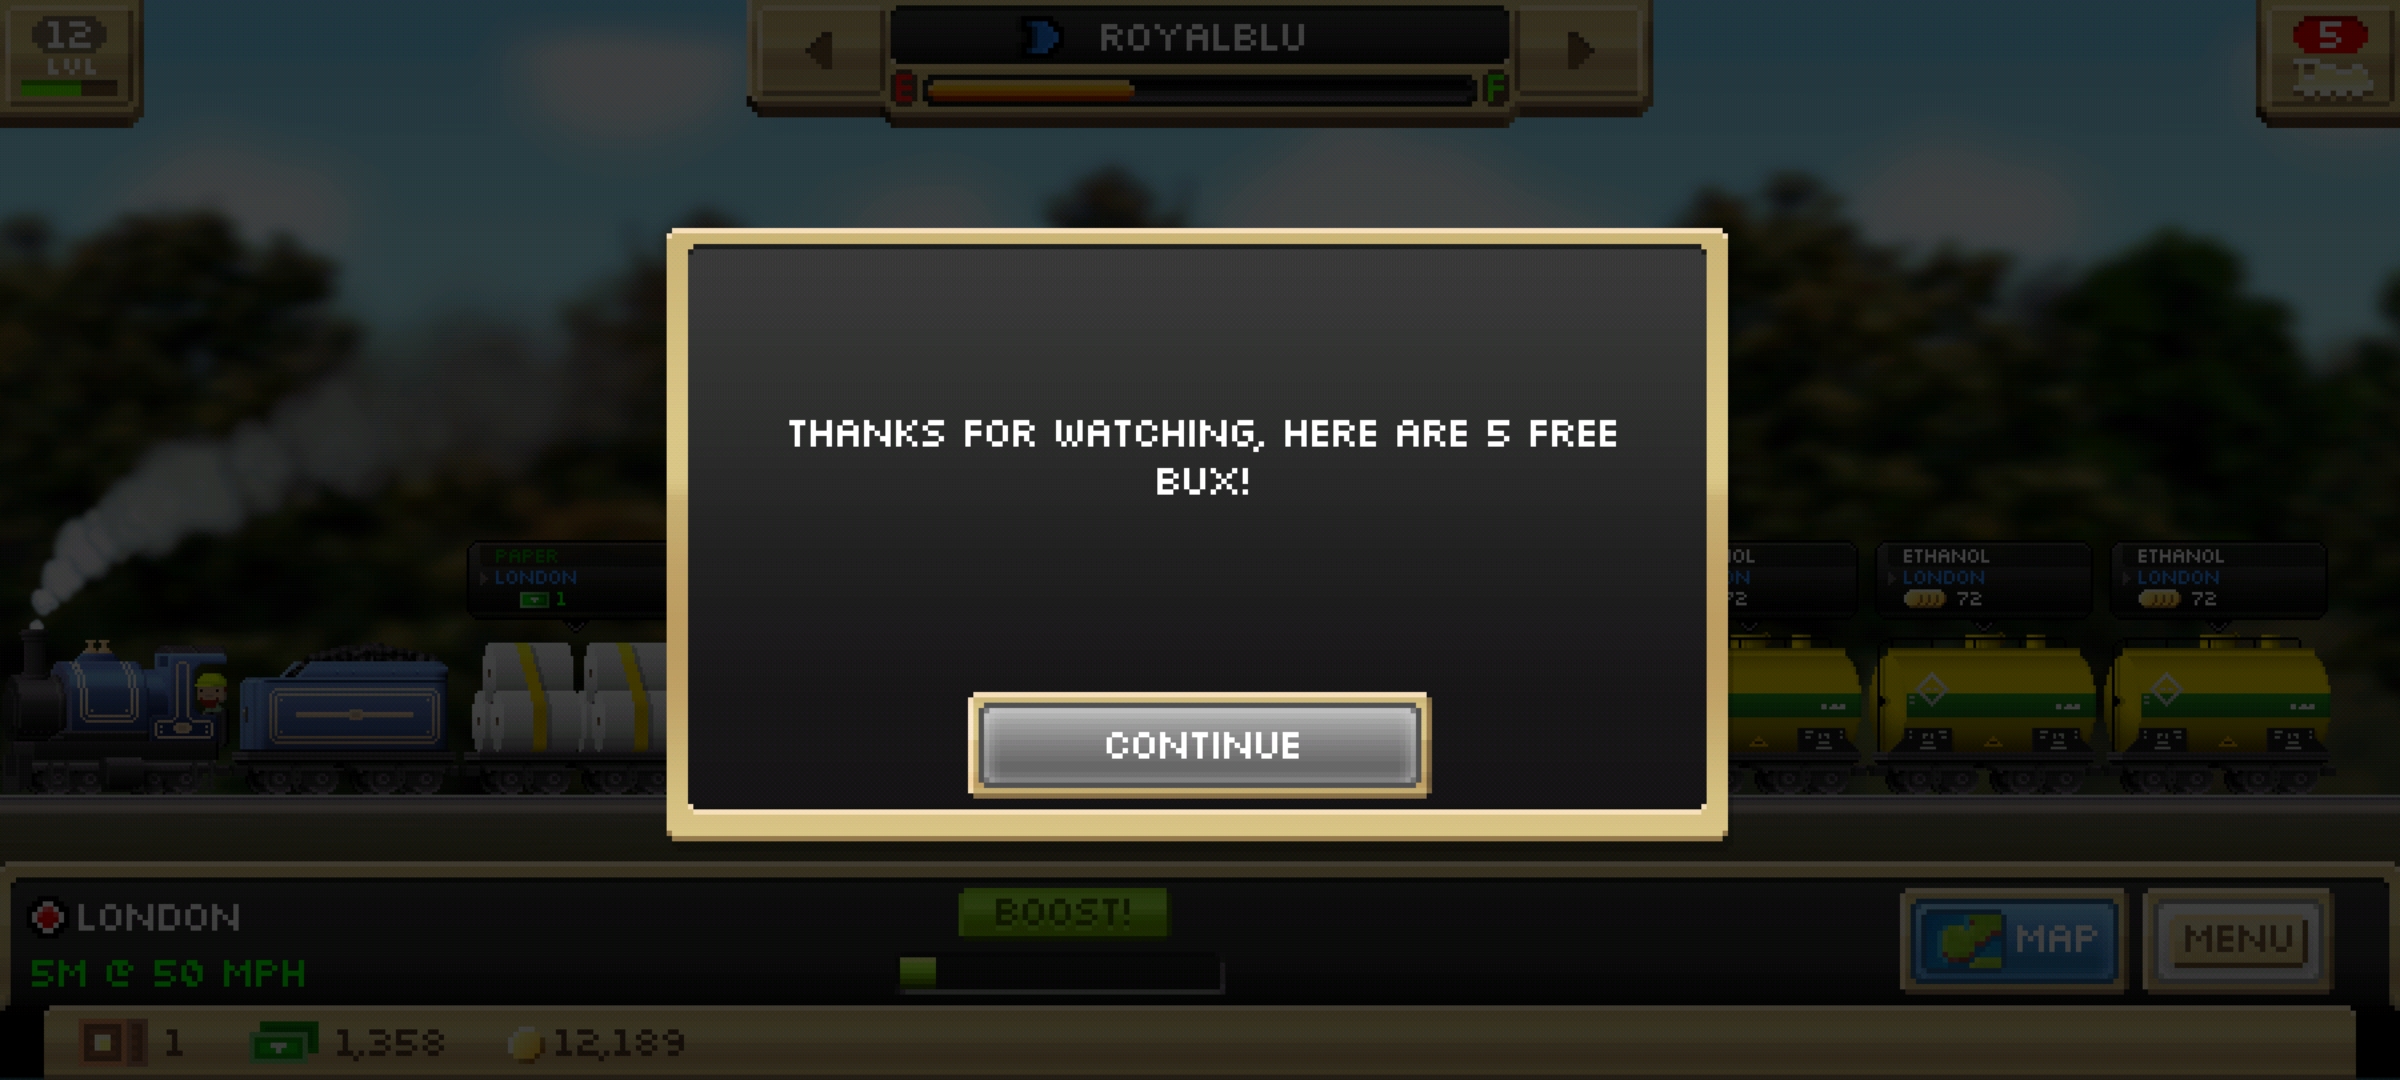 12
LVL
ROYALBLU
E
F
5
THANKS FOR WATCHING, HERE ARE 5 FREE
BUX!
CONTINUE
PAPER
LONDON
1
72
ETHANOL
LONDON
72
ETHANOL
LONDON
72
LONDON
5M @ 50 MPH
BOOST!
MAP
MENU
1
1,358
12,189